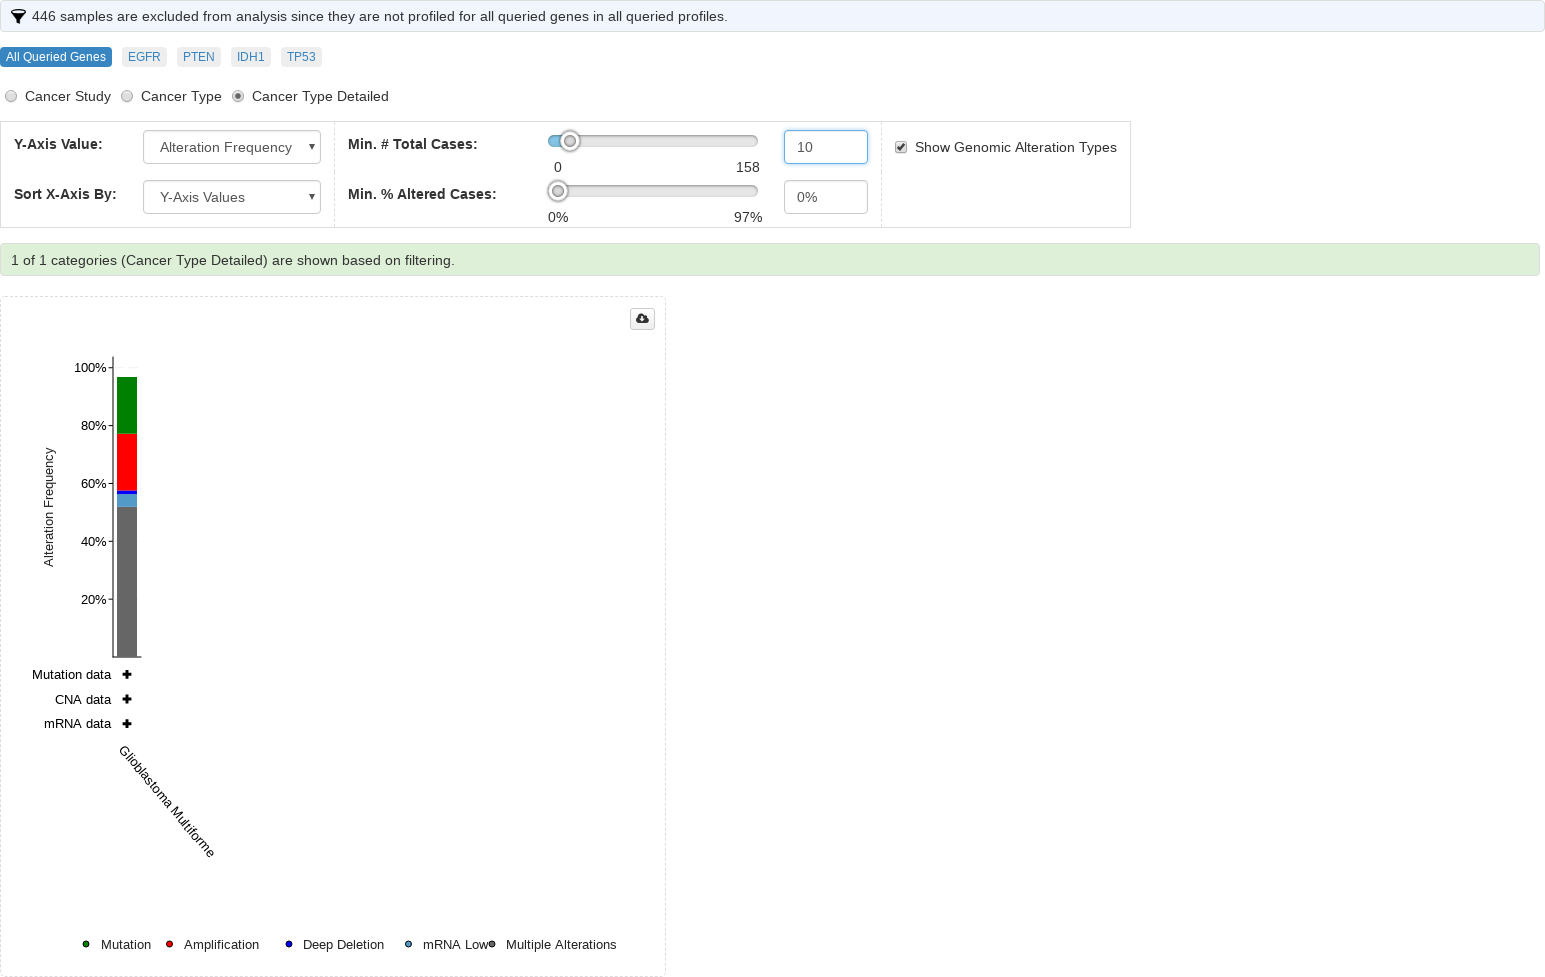 446 samples are excluded from analysis since they are not profiled for all queried genes in all queried profiles.
All Queried Genes EGFR PTEN IDH1 TP53
Cancer Study Cancer Type Cancer Type Detailed
Y-Axis Value: Alteration Frequency Min. # Total Cases: 10 Show Genomic Alteration Types
0 158
Sort X-Axis By: Y-Axis Values Min. % Altered Cases: 0%
0% 97%
1 of 1 categories (Cancer Type Detailed) are shown based on filtering.
100%
80%
60%
40%
20%
Alteration Frequency
Mutation data
CNA data
mRNA data
Glioblastoma Multiforme
Mutation Amplification Deep Deletion mRNA Low Multiple Alterations